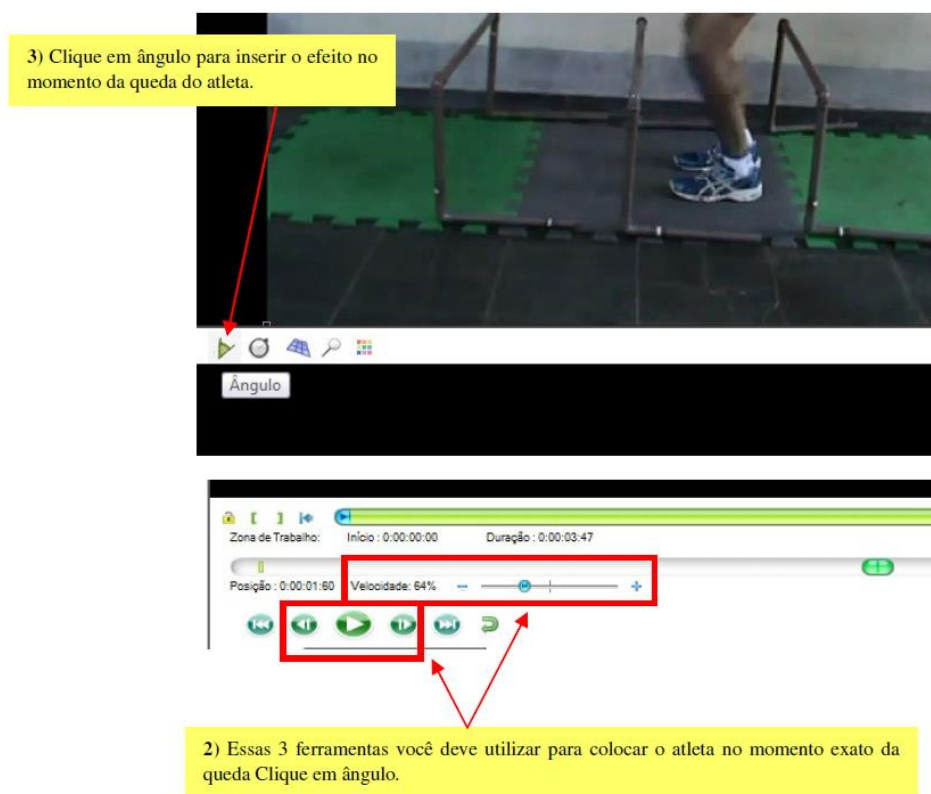 3) Clique em ângulo para inserir o efeito no
momento da queda do atleta.
Ângulo
Zona de Trabalho: Início : 0:00:00:00 Duração : 0:00:03:47
Posição : 0:00:01:60 Velocidade: 64%
2) Essas 3 ferramentas você deve utilizar para colocar o atleta no momento exato da
queda Clique em ângulo.